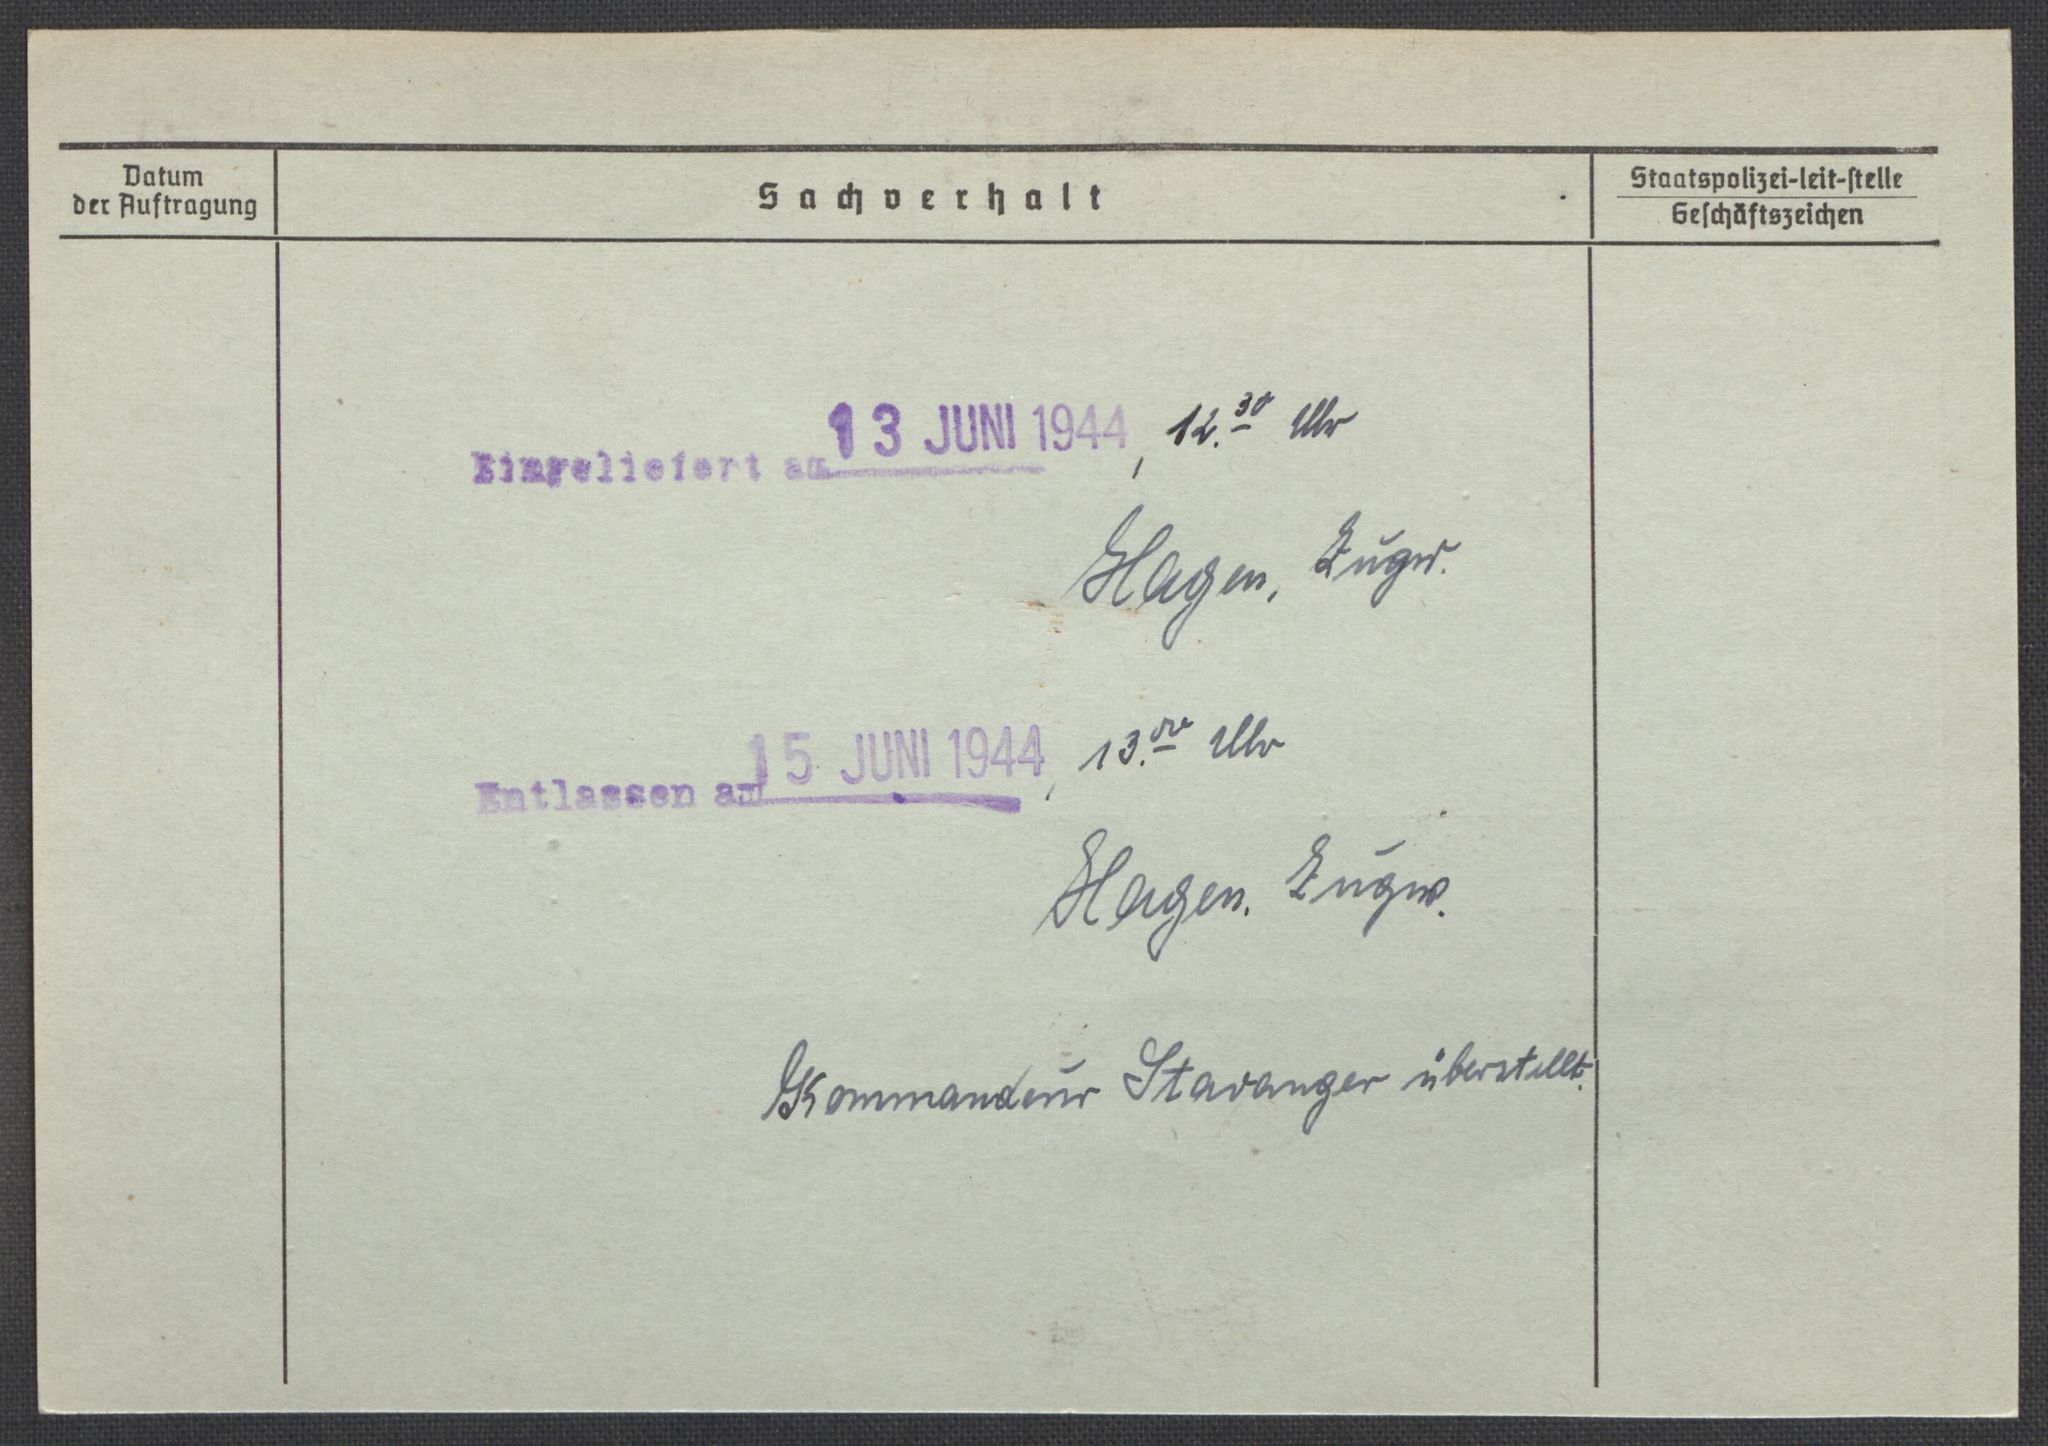 Datum
der Auftragung
Sachverhalt
Staatspolizei-leit-stelle
Geschäftszeichen
Eingeliefert am 13 JUNI 1944, 12.30 Uhr
Hagen, Zugw.
Entlassen am 15 JUNI 1944, 13.00 Uhr
Hagen. Zugw.
Kommandeur Stavanger überstellt.